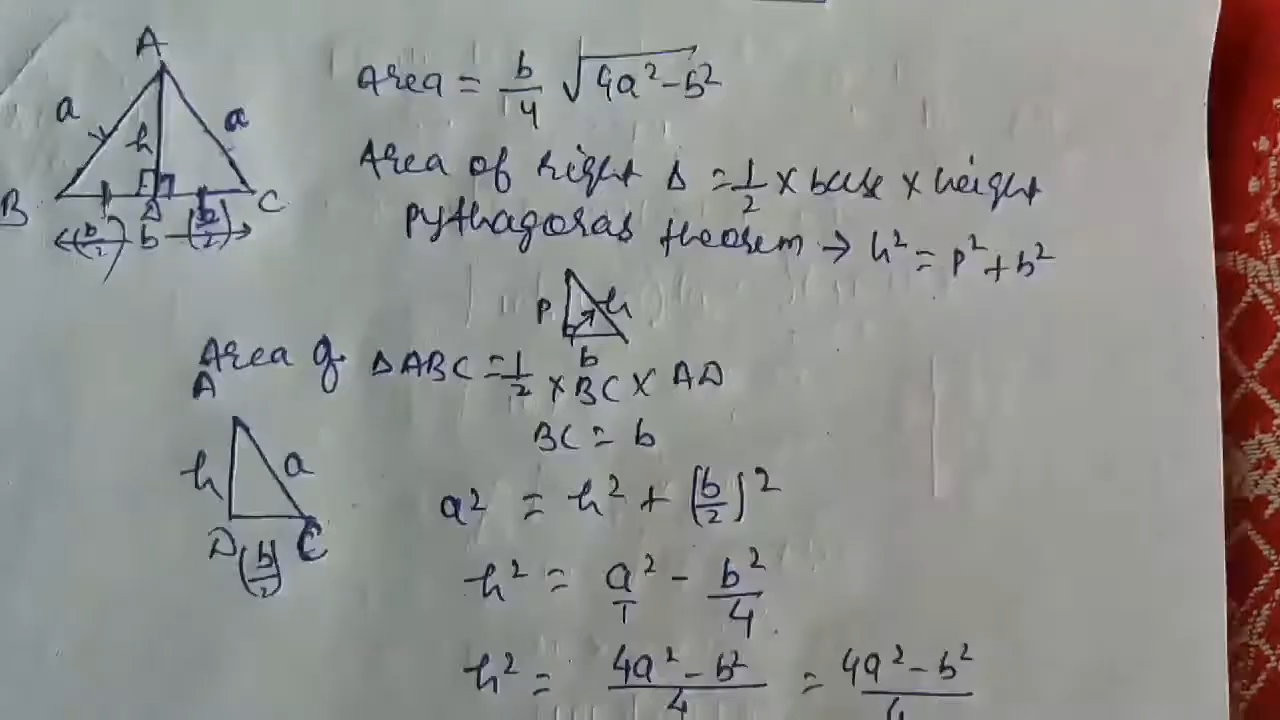 A
a
h
a
B
D
C
(b/2) b (b/2)
Area = b/4 √4a²-b²
Area of right Δ = 1/2 × base × height
Pythagoras theorem → h² = p² + b²
P
h
b
Area of ΔABC = 1/2 × BC × AD
BC = b
A
h
a
D
(b/2)
C
a² = h² + (b/2)²
h² = a²/1 - b²/4
h² = 4a² - b²/4 = 4a² - b²/4